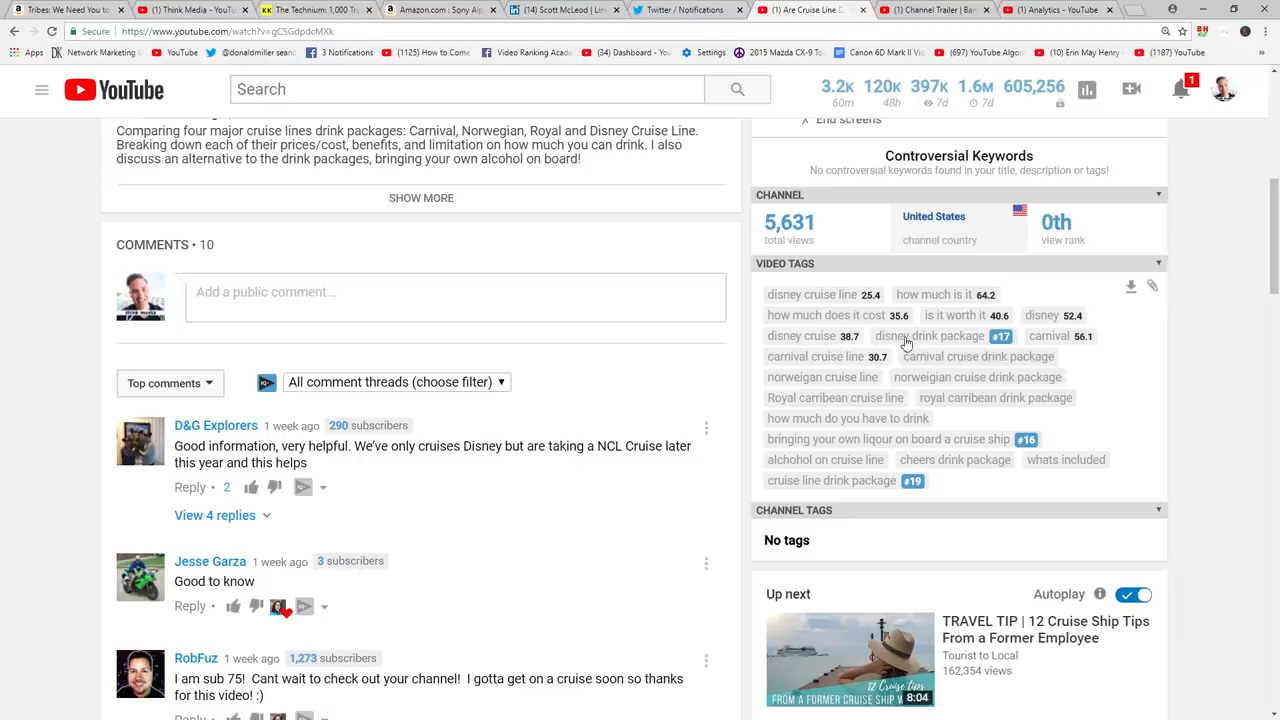 Tribes: We Need You to
(1) Think Media - YouTu
The Technium: 1,000 Tra
Amazon.com : Sony Alp
(14) Scott McLeod | Lin
Twitter / Notifications
(1) Are Cruise Line D
(1) Channel Trailer | Ban
(1) Analytics - YouTube
Secure | https://www.youtube.com/watch?v=gC5GdpdcMXk
Apps
Network Marketing
YouTube
@donaldmiller searc
3 Notifications
(1125) How to Come
Video Ranking Acade
(34) Dashboard - You
Settings
2015 Mazda CX-9 To
Canon 6D Mark II Vi
(697) YouTube Algor
(10) Erin May Henry -
(1187) YouTube
YouTube
Search
3.2K 120K 397K 1.6M 605,256
60m 48h 7d 7d
1
Comparing four major cruise lines drink packages: Carnival, Norwegian, Royal and Disney Cruise Line.
Breaking down each of their prices/cost, benefits, and limitation on how much you can drink. I also
discuss an alternative to the drink packages, bringing your own alcohol on board!
SHOW MORE
COMMENTS • 10
Add a public comment...
Top comments
All comment threads (choose filter)
D&G Explorers 1 week ago 290 subscribers
Good information, very helpful. We've only cruises Disney but are taking a NCL Cruise later
this year and this helps
Reply • 2
View 4 replies
Jesse Garza 1 week ago 3 subscribers
Good to know
Reply •
RobFuz 1 week ago 1,273 subscribers
I am sub 75! Cant wait to check out your channel! I gotta get on a cruise soon so thanks
for this video! :)
Reply •
End screens
Controversial Keywords
No controversial keywords found in your title, description or tags!
CHANNEL
5,631
total views
United States
channel country
0th
view rank
VIDEO TAGS
disney cruise line 25.4 how much is it 64.2
how much does it cost 35.6 is it worth it 40.6 disney 52.4
disney cruise 38.7 disney drink package #17 carnival 56.1
carnival cruise line 30.7 carnival cruise drink package
norweigan cruise line norweigian cruise drink package
Royal carribean cruise line royal carribean drink package
how much do you have to drink
bringing your own liqour on board a cruise ship #16
alchohol on cruise line cheers drink package whats included
cruise line drink package #19
CHANNEL TAGS
No tags
Up next
Autoplay
TRAVEL TIP | 12 Cruise Ship Tips
From a Former Employee
Tourist to Local
162,354 views
12 Cruise tips
FROM A FORMER CRUISE SHIP
8:04